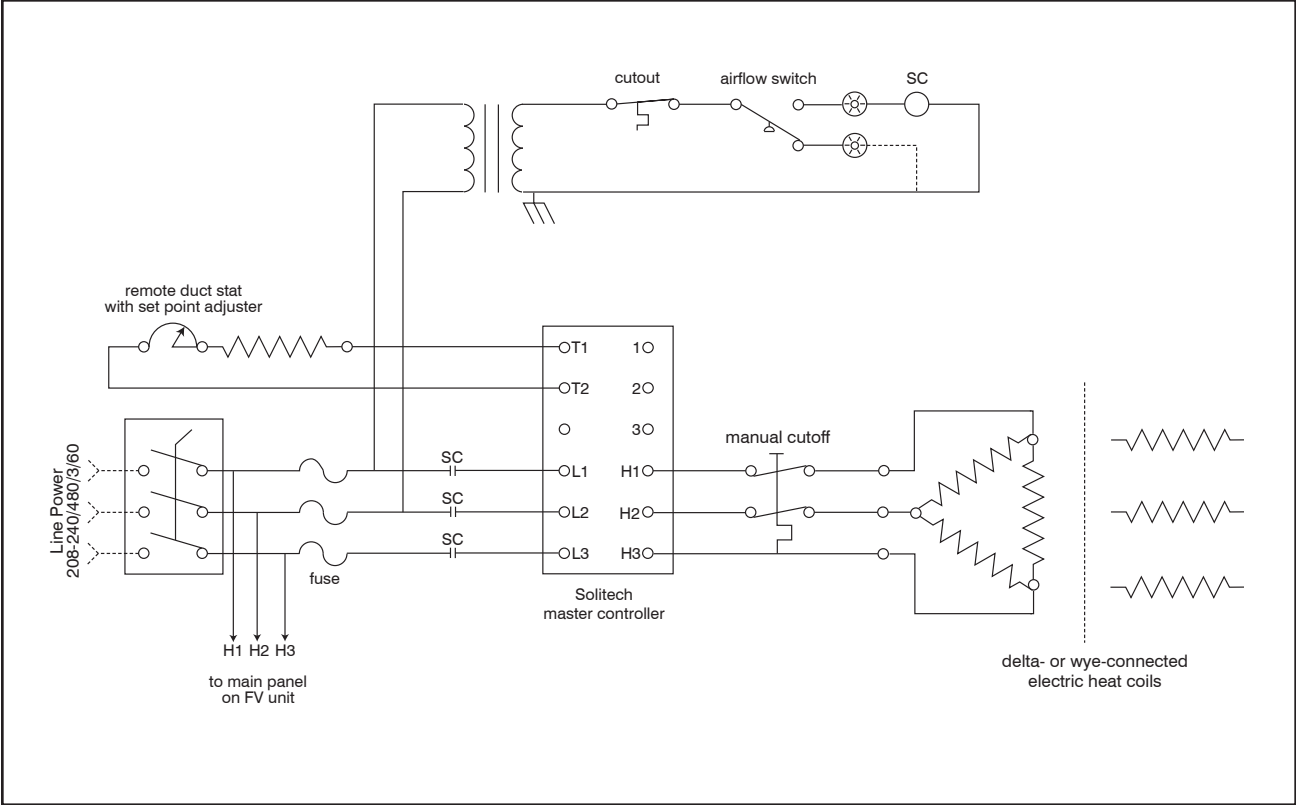 cutout
airflow switch
SC
remote duct stat
with set point adjuster
T1
1
T2
2
3
Line Power
208-240/480/3/60
SC
L1
H1
SC
L2
H2
SC
L3
H3
manual cutoff
fuse
Solitech
master controller
H1 H2 H3
to main panel
on FV unit
delta- or wye-connected
electric heat coils